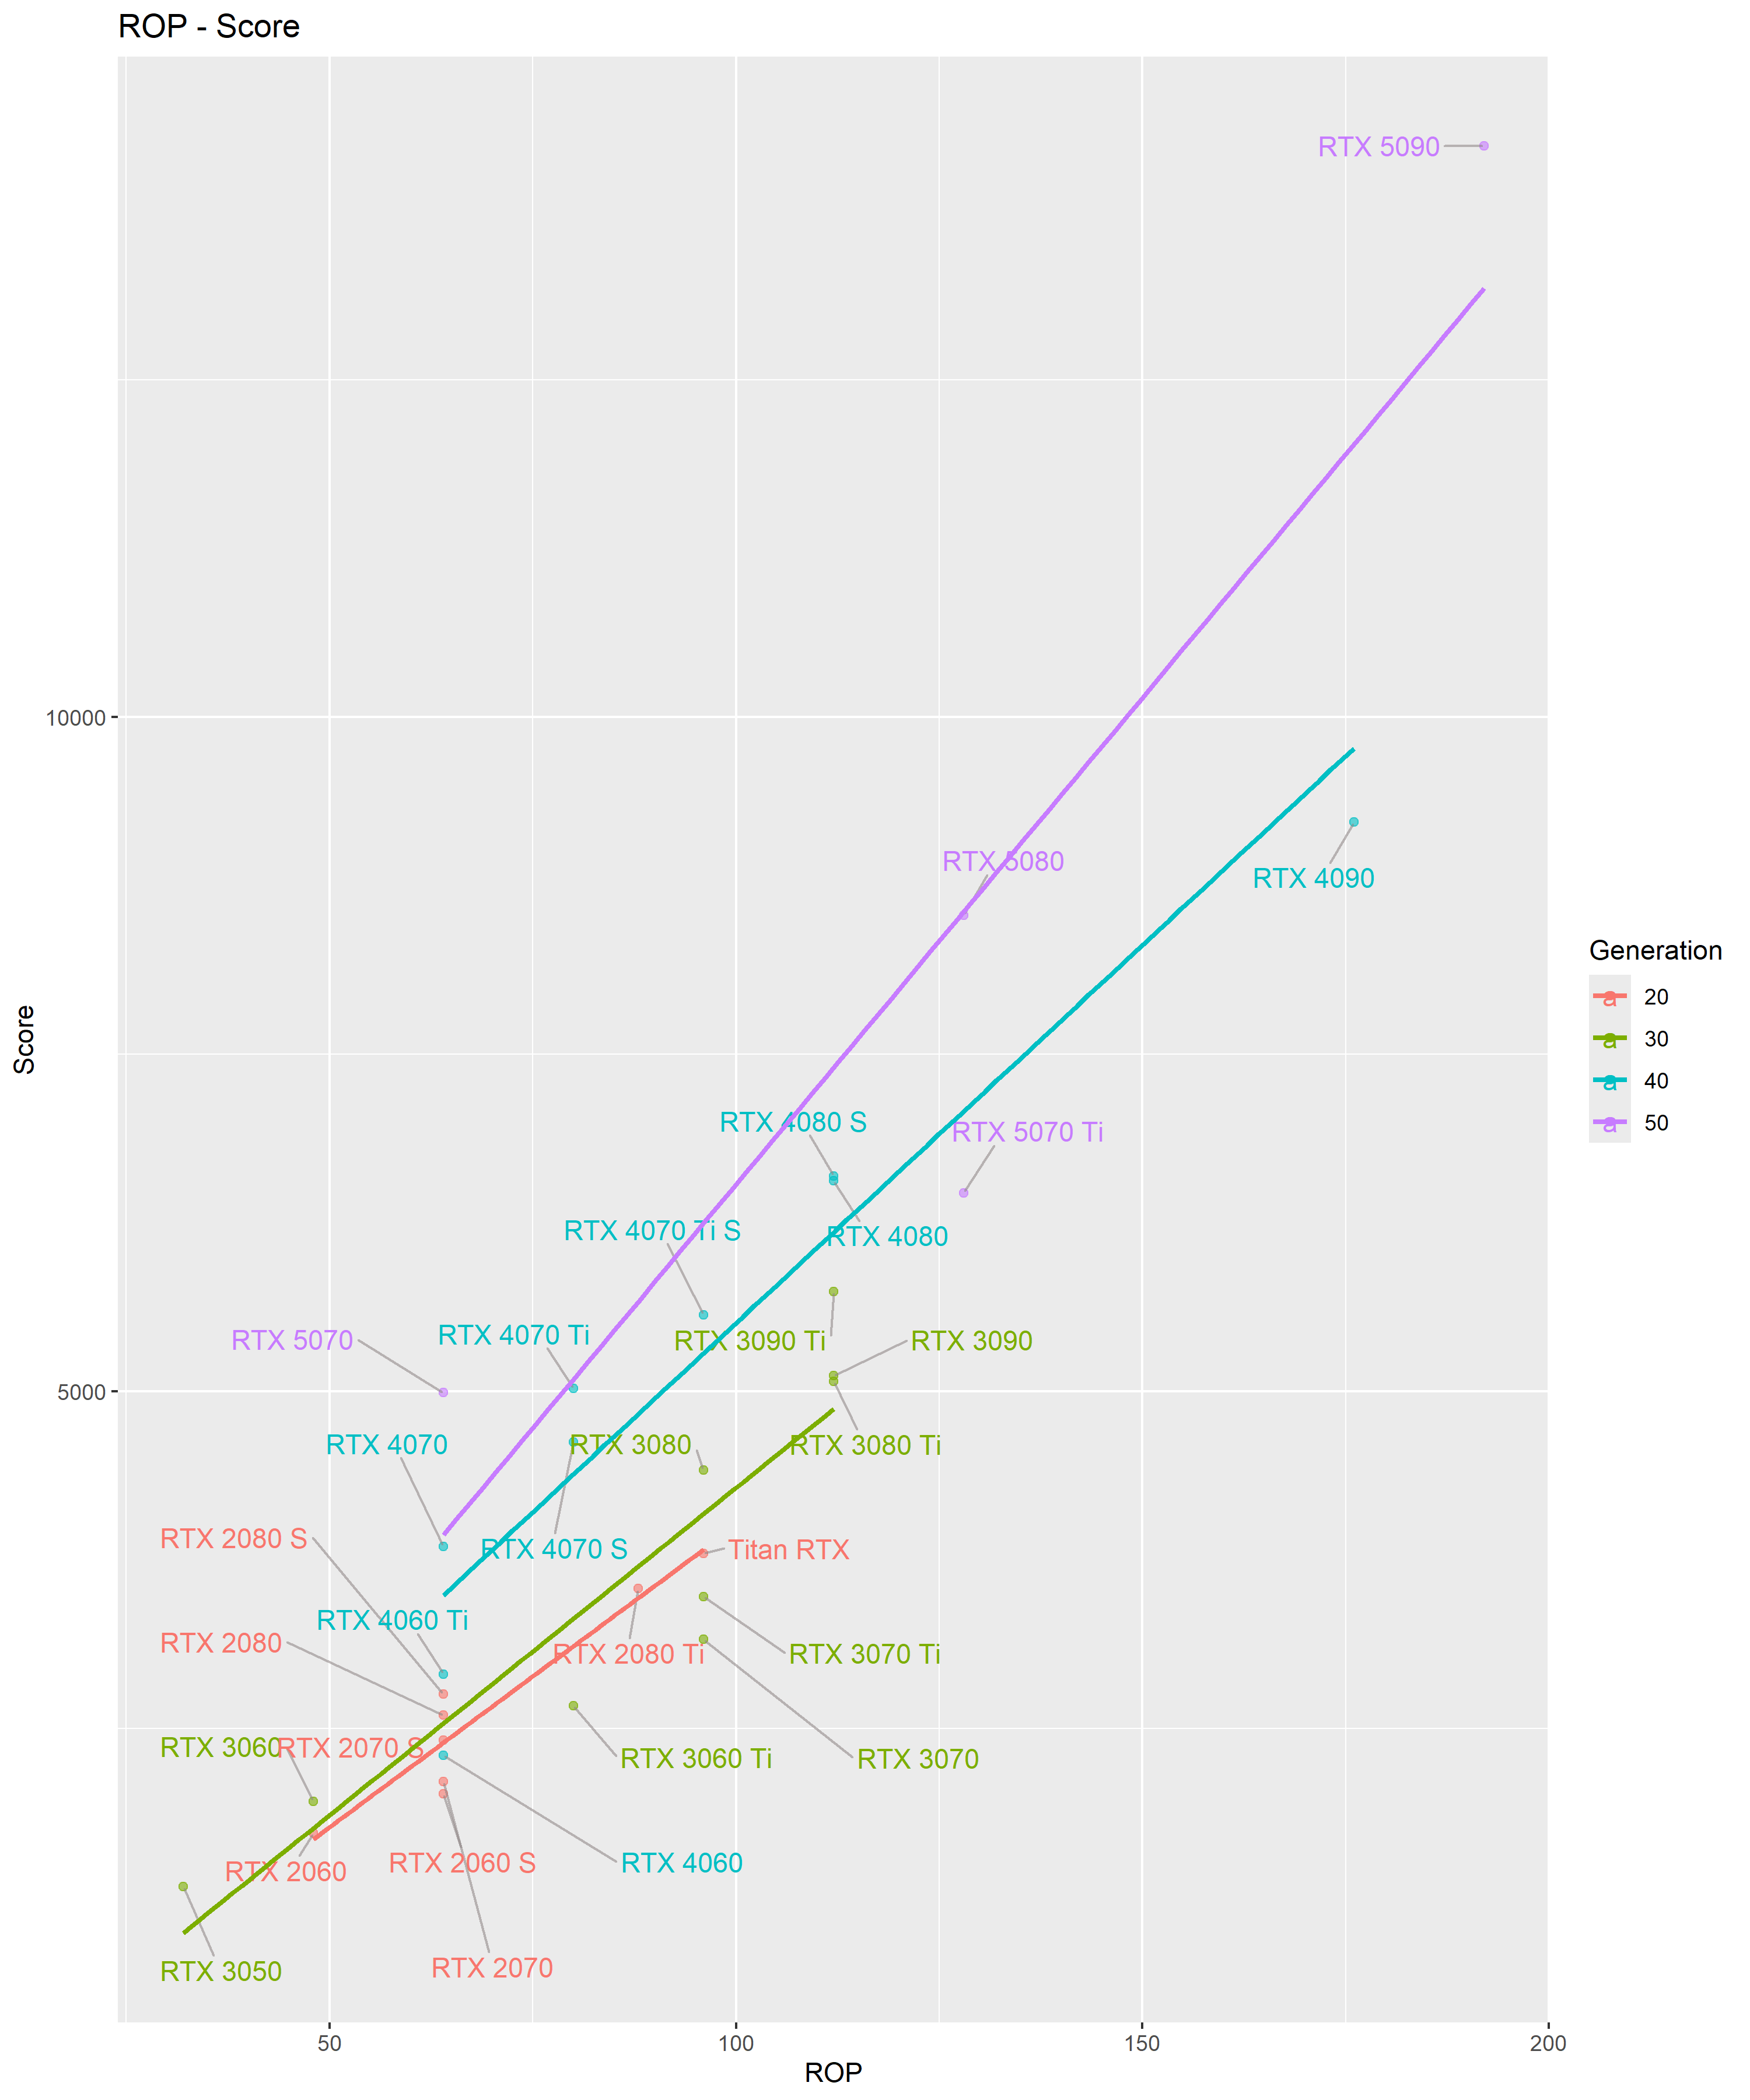 ROP - Score
RTX 5090
10000
RTX 5080
RTX 4090
Generation
20
30
40
50
Score
RTX 4080 S
RTX 5070 Ti
RTX 4070 Ti S
RTX 4080
RTX 5070
RTX 4070 Ti
RTX 3090 Ti
RTX 3090
5000
RTX 4070
RTX 3080
RTX 3080 Ti
RTX 2080 S
RTX 4070 S
Titan RTX
RTX 4060 Ti
RTX 2080
RTX 2080 Ti
RTX 3070 Ti
RTX 3060
RTX 2070 S
RTX 3060 Ti
RTX 3070
RTX 2060
RTX 2060 S
RTX 4060
RTX 3050
RTX 2070
50
100
150
200
ROP